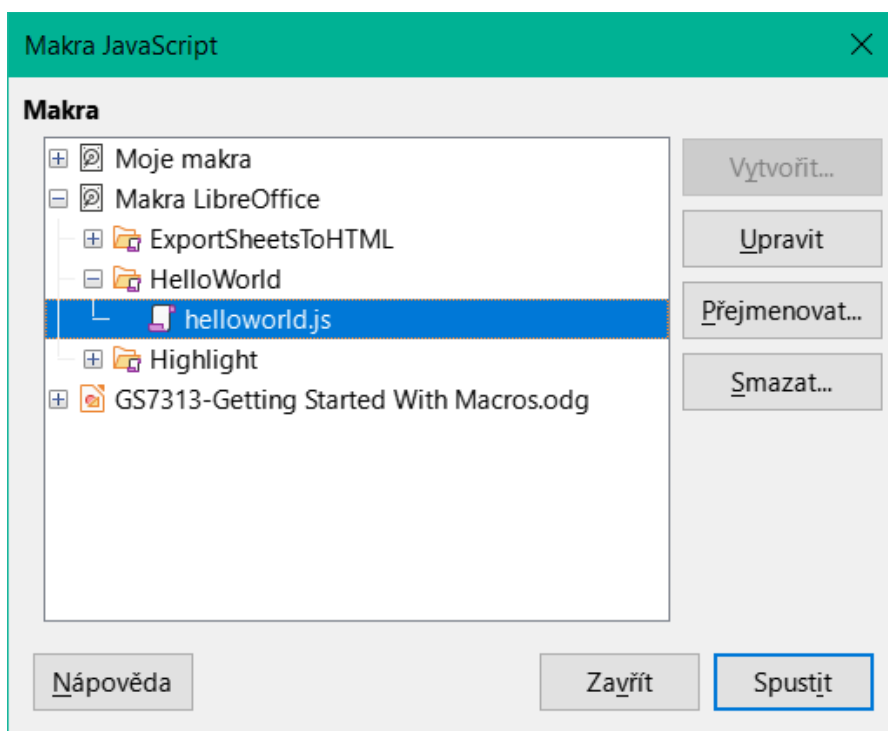 Makra JavaScript
Makra
Moje makra
Vytvořit...
Makra LibreOffice
ExportSheetsToHTML
Upravit
HelloWorld
helloworld.js
Přejmenovat...
Highlight
Smazat...
GS7313-Getting Started With Macros.odg
Nápověda
Zavřít
Spustit